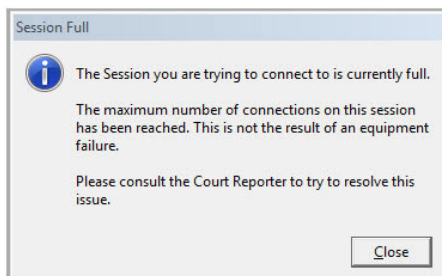 Session Full
The Session you are trying to connect to is currently full.
The maximum number of connections on this session
has been reached. This is not the result of an equipment
failure.
Please consult the Court Reporter to try to resolve this
issue.
Close